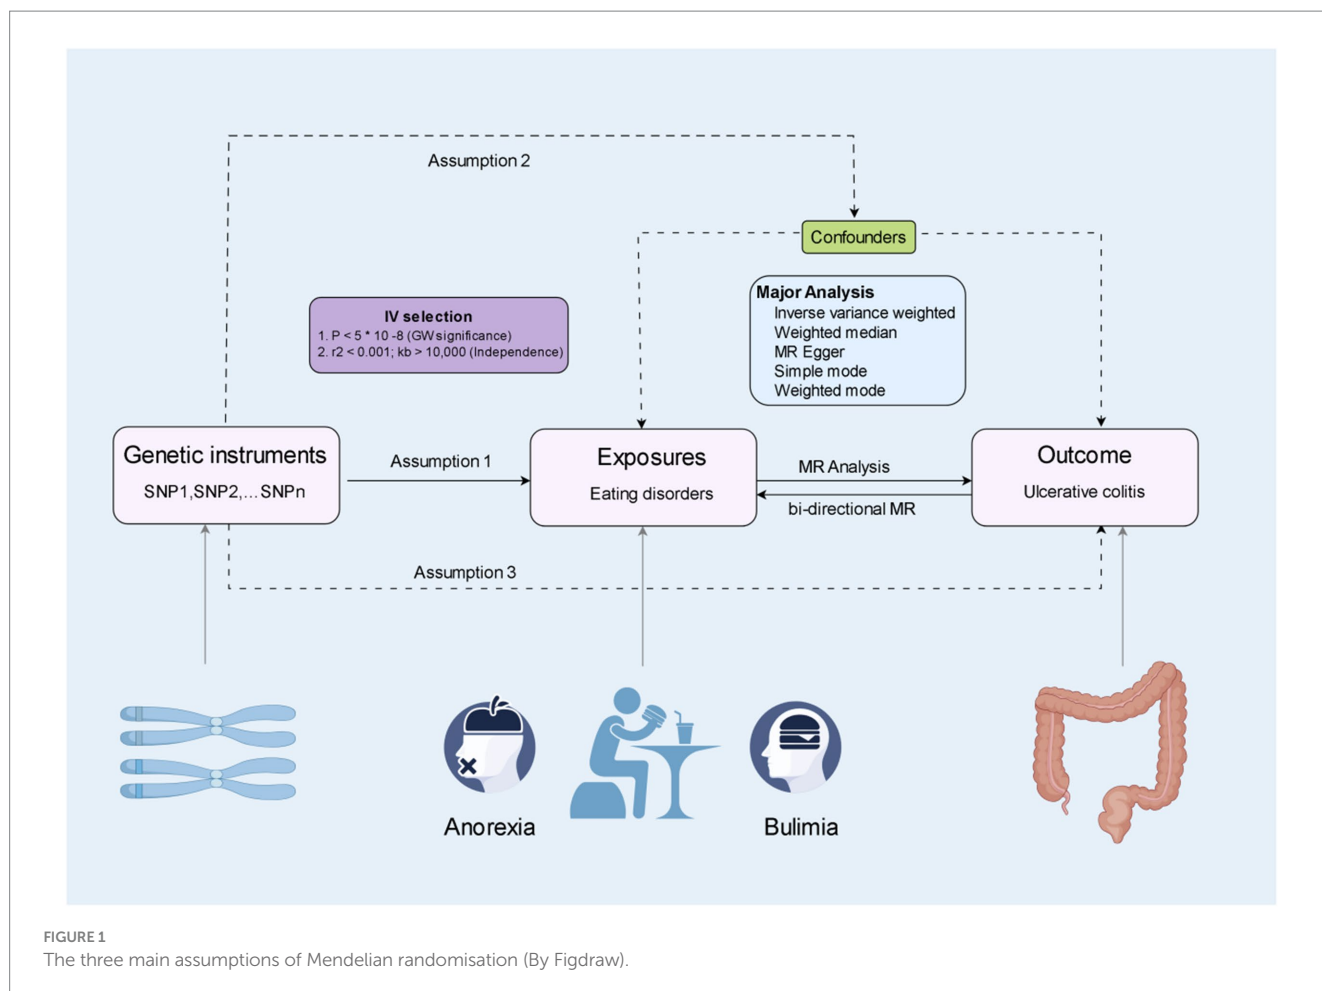 Assumption 2
Confounders
Major Analysis
Inverse variance weighted
Weighted median
MR Egger
Simple mode
Weighted mode
IV selection
1. P < 5 * 10 -8 (GW significance)
2. r2 < 0.001; kb > 10,000 (Independence)
Genetic instruments
SNP1,SNP2,... SNPn
Assumption 1
Exposures
Eating disorders
MR Analysis
bi-directional MR
Outcome
Ulcerative colitis
Assumption 3
Anorexia
Bulimia
FIGURE 1
The three main assumptions of Mendelian randomisation (By Figdraw).